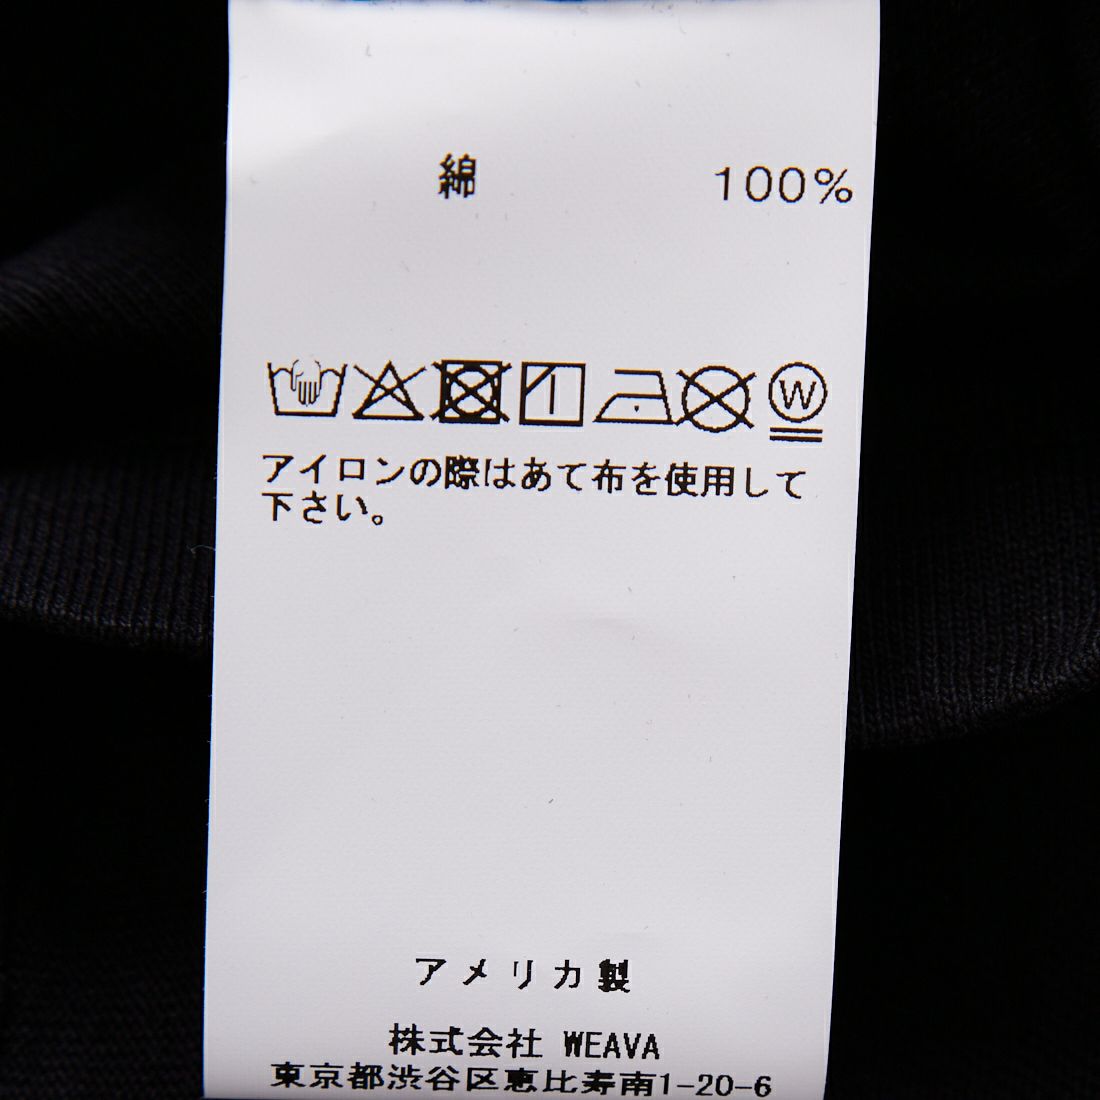 綿 100%
W
アイロンの際はあて布を使用して
下さい。
アメリカ製
株式会社 WEAVA
東京都渋谷区恵比寿南1-20-6